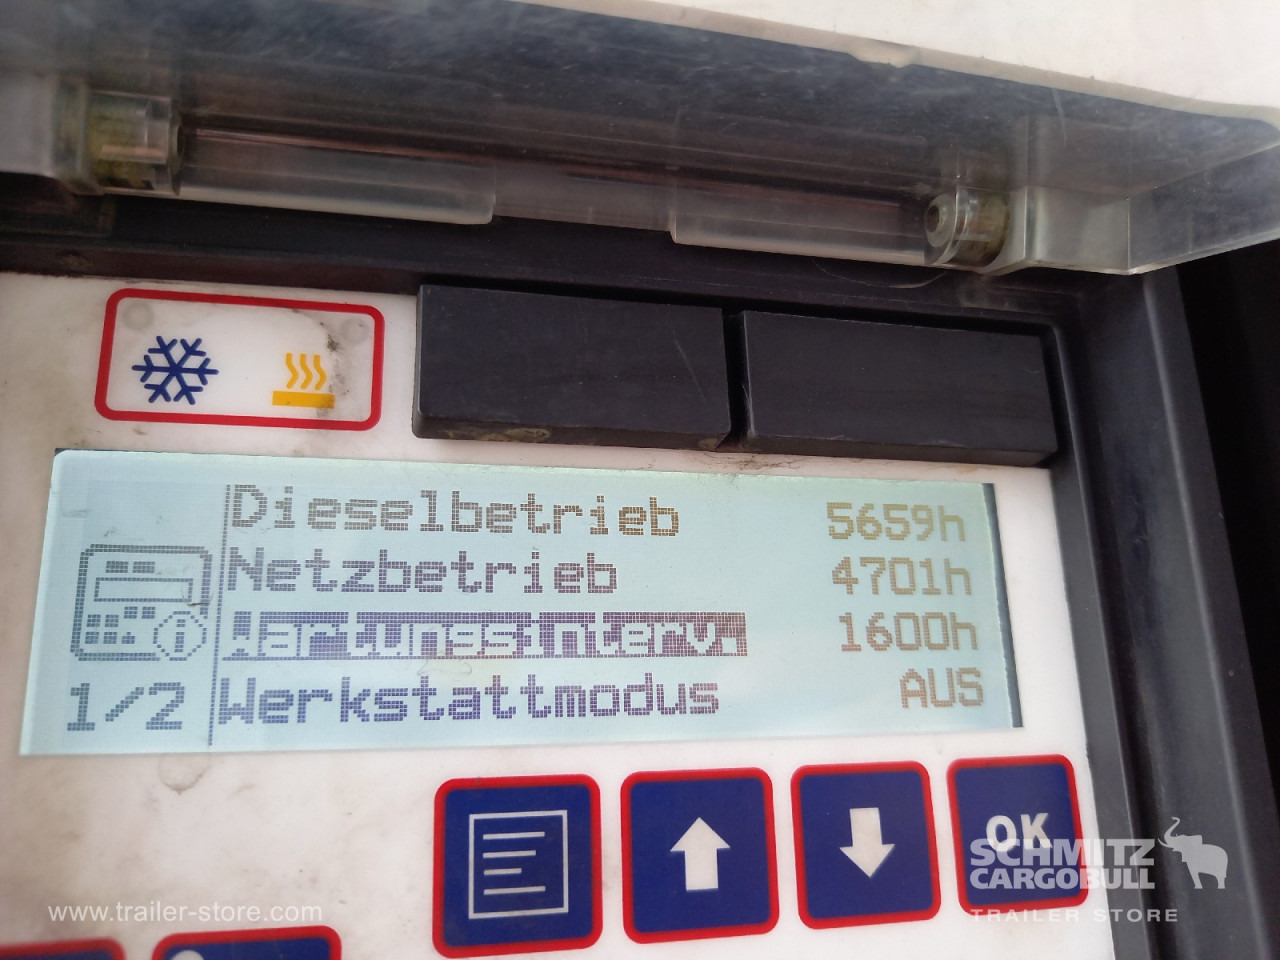 Dieselbetrieb 5659h
Netzbetrieb 4701h
Wartungsinterv. 1600h
1/2 Werkstattmodus AUS
OK
SCHMITZ
CARGOBULL
TRAILER STORE
www.trailer-store.com